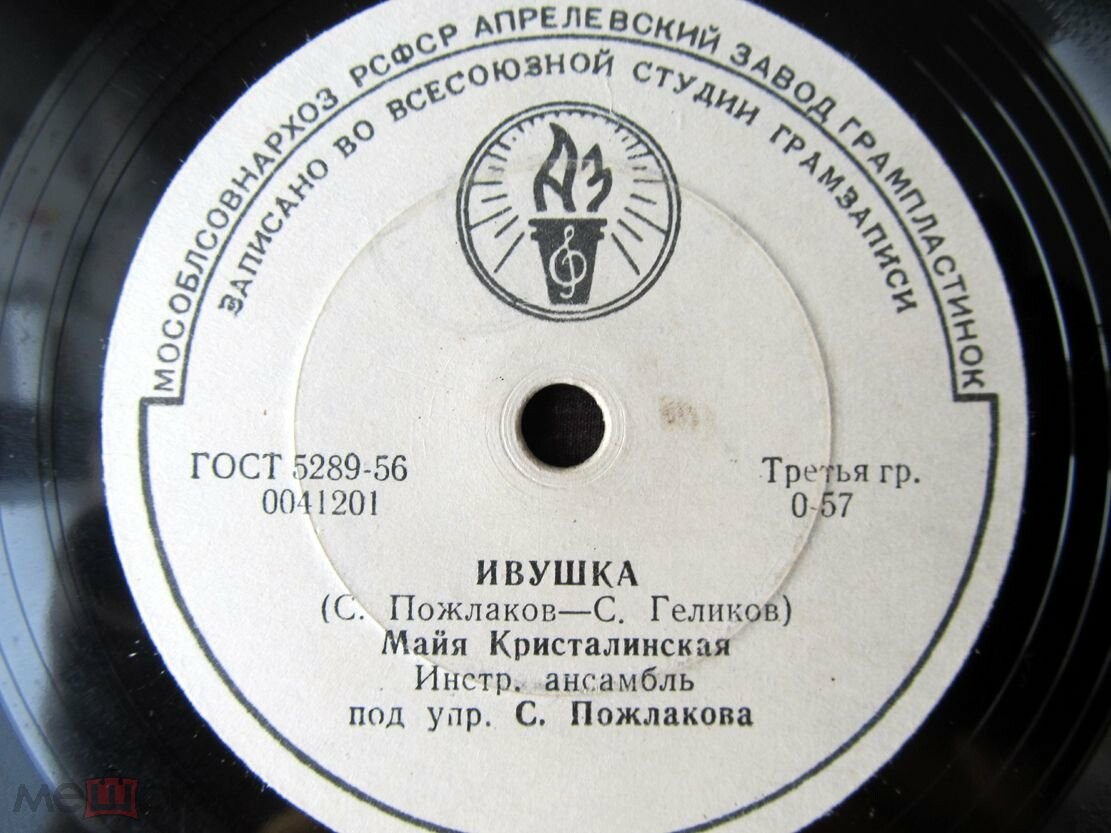 МОСОБЛСОВНАРХОЗ РСФСР АПРЕЛЕВСКИЙ ЗАВОД ГРАМПЛАСТИНОК
ЗАПИСАНО ВО ВСЕСОЮЗНОЙ СТУДИИ ГРАМЗАПИСИ
АЗ
ГОСТ 5289-56
0041201
Третья гр.
0-57
ИВУШКА
(С. Пожлаков—С. Геликов)
Майя Кристалинская
Инстр. ансамбль
под упр. С. Пожлакова